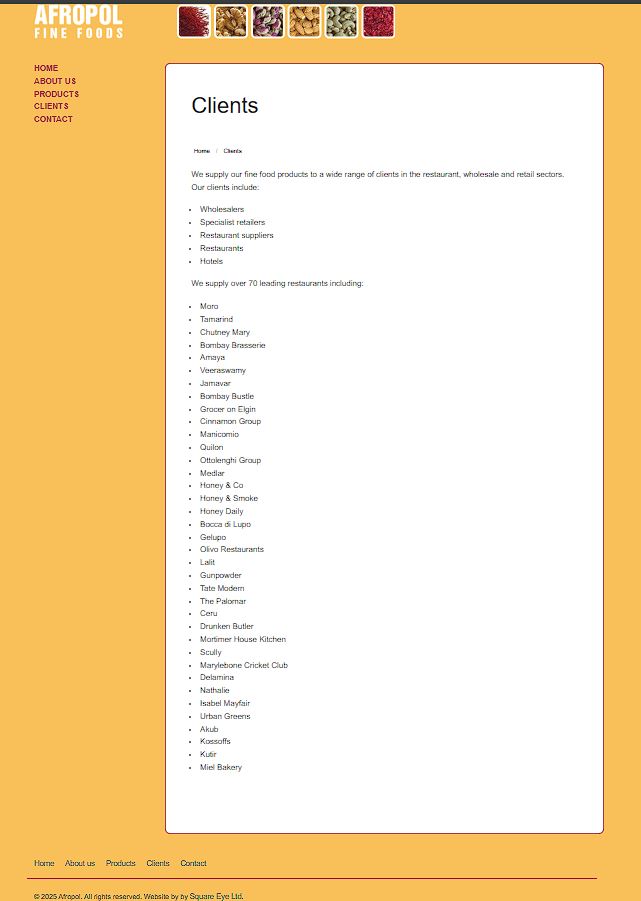 AFROPOL
FINE FOODS
HOME
ABOUT US
PRODUCTS
CLIENTS
CONTACT
Clients
Home / Clients
We supply our fine food products to a wide range of clients in the restaurant, wholesale and retail sectors.
Our clients include:
• Wholesalers
• Specialist retailers
• Restaurant suppliers
• Restaurants
• Hotels
We supply over 70 leading restaurants including:
• Moro
• Tamarind
• Chutney Mary
• Bombay Brasserie
• Amaya
• Veeraswamy
• Jamavar
• Bombay Bustle
• Grocer on Elgin
• Cinnamon Group
• Manicomio
• Quilon
• Ottolenghi Group
• Medlar
• Honey & Co
• Honey & Smoke
• Honey Daily
• Bocca di Lupo
• Gelupo
• Olivo Restaurants
• Lalit
• Gunpowder
• Tate Modern
• The Palomar
• Ceru
• Drunken Butler
• Mortimer House Kitchen
• Scully
• Marylebone Cricket Club
• Delamina
• Nathalie
• Isabel Mayfair
• Urban Greens
• Akub
• Kossoffs
• Kutir
• Miel Bakery
Home About us Products Clients Contact
© 2025 Afropol. All rights reserved. Website by by Square Eye Ltd.